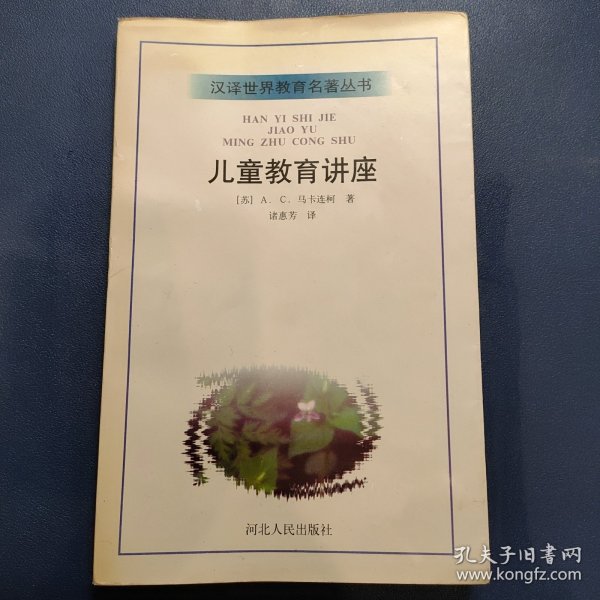 汉译世界教育名著丛书
HAN YI SHI JIE
JIAO YU
MING ZHU CONG SHU
儿童教育讲座
[苏] A. C. 马卡连柯 著
诸惠芳 译
河北人民出版社
孔夫子旧书网
www.kongfz.com